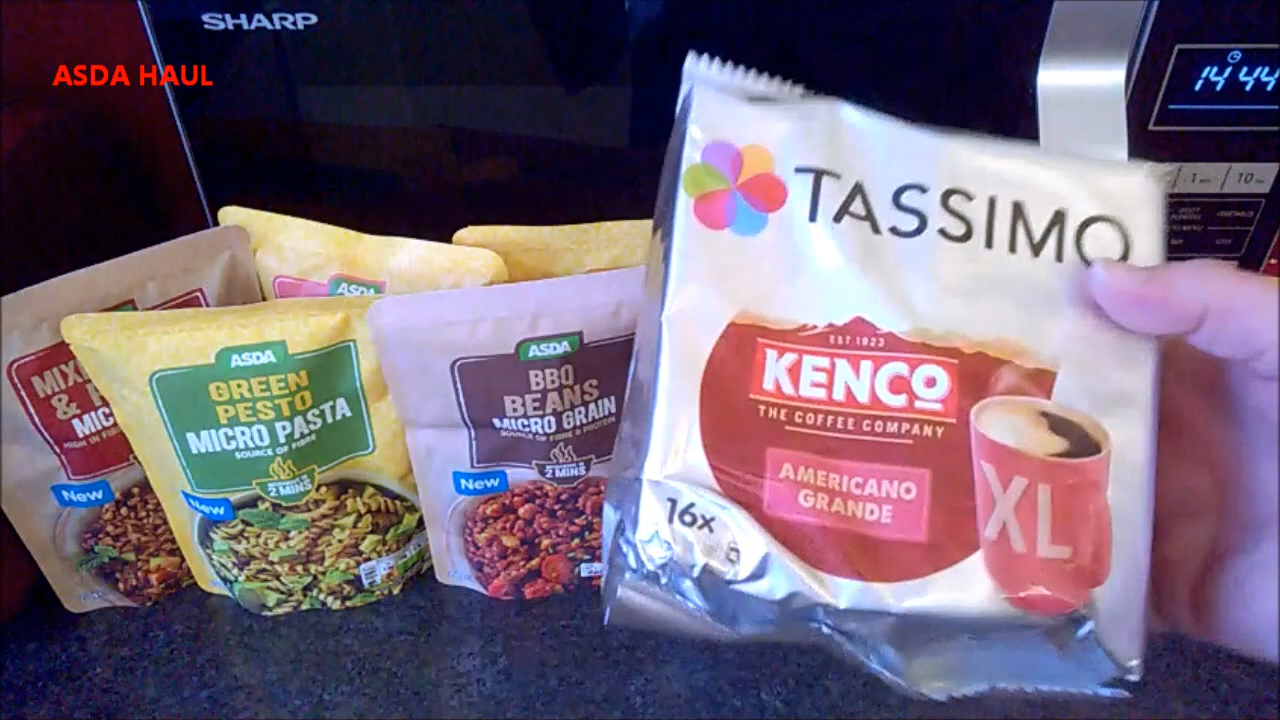 SHARP
ASDA HAUL
14 44
1
10
TASSIMO
EST 1923
KENCO
THE COFFEE COMPANY
AMERICANO
GRANDE
16x
XL
MIC
New
ASDA
GREEN
PESTO
MICRO PASTA
SOURCE OF FIBRE
2 MINS
New
ASDA
BBQ
BEANS
MICRO GRAIN
SOURCE OF FIBRE & PROTEIN
2 MINS
New
ASDA